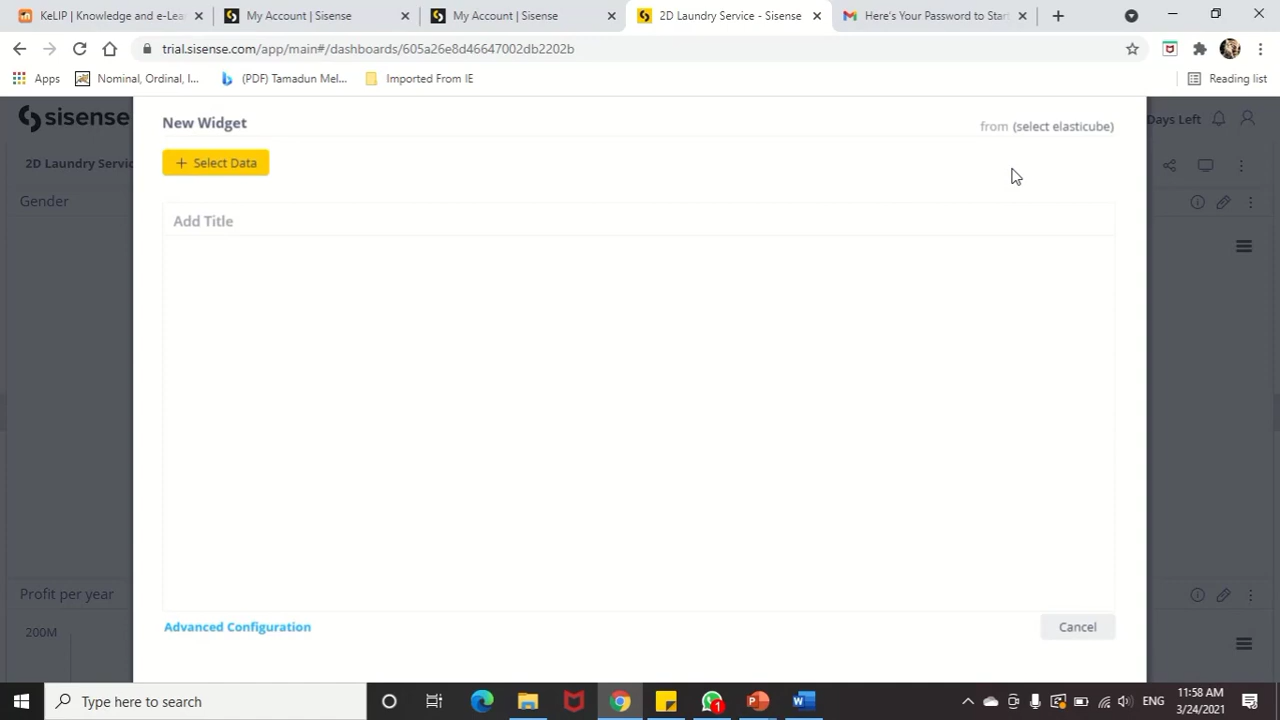 KeLIP | Knowledge and e-Lea
My Account | Sisense
My Account | Sisense
2D Laundry Service - Sisense
Here's Your Password to Star
trial.sisense.com/app/main#/dashboards/605a26e8d46647002db2202b
Apps
Nominal, Ordinal, I...
(PDF) Tamadun Mel...
Imported From IE
Reading list
sisense
New Widget
from (select elasticube)
Days Left
2D Laundry Servic
+ Select Data
Gender
Add Title
Profit per year
200M
Advanced Configuration
Cancel
Type here to search
1
ENG
11:58 AM
3/24/2021